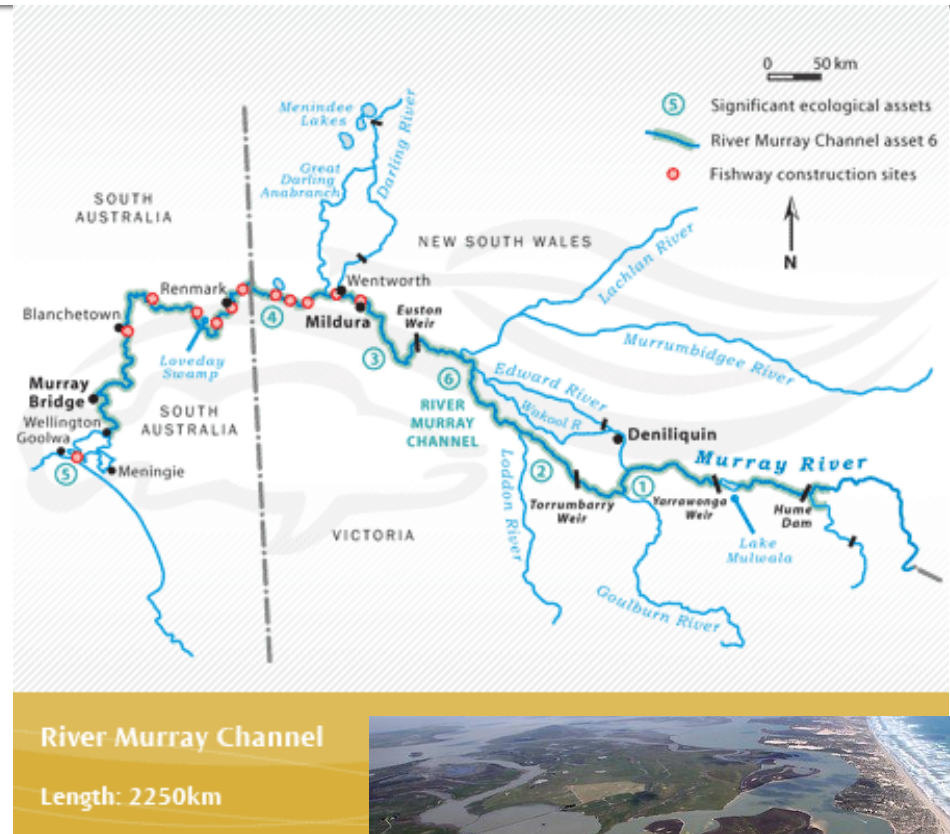 0 50 km
5 Significant ecological assets
River Murray Channel asset 6
Fishway construction sites
N
Menindee
Lakes
Darling River
Great
Darling
Anabranch
SOUTH
AUSTRALIA
NEW SOUTH WALES
Lachlan River
Wentworth
Renmark
4
Mildura
Euston
Weir
Blanchetown
Loveday
Swamp
3
Murrumbidgee River
6
Edward River
RIVER
MURRAY
CHANNEL
Wakool R
Murray
Bridge
SOUTH
AUSTRALIA
Wellington
Goolwa
Deniliquin
5
Meningie
Murray River
2
1
Loddon River
Torrumbarry
Weir
Yarrawonga
Weir
Hume
Dam
VICTORIA
Lake
Mulwala
Goulburn River
River Murray Channel
Length: 2250km